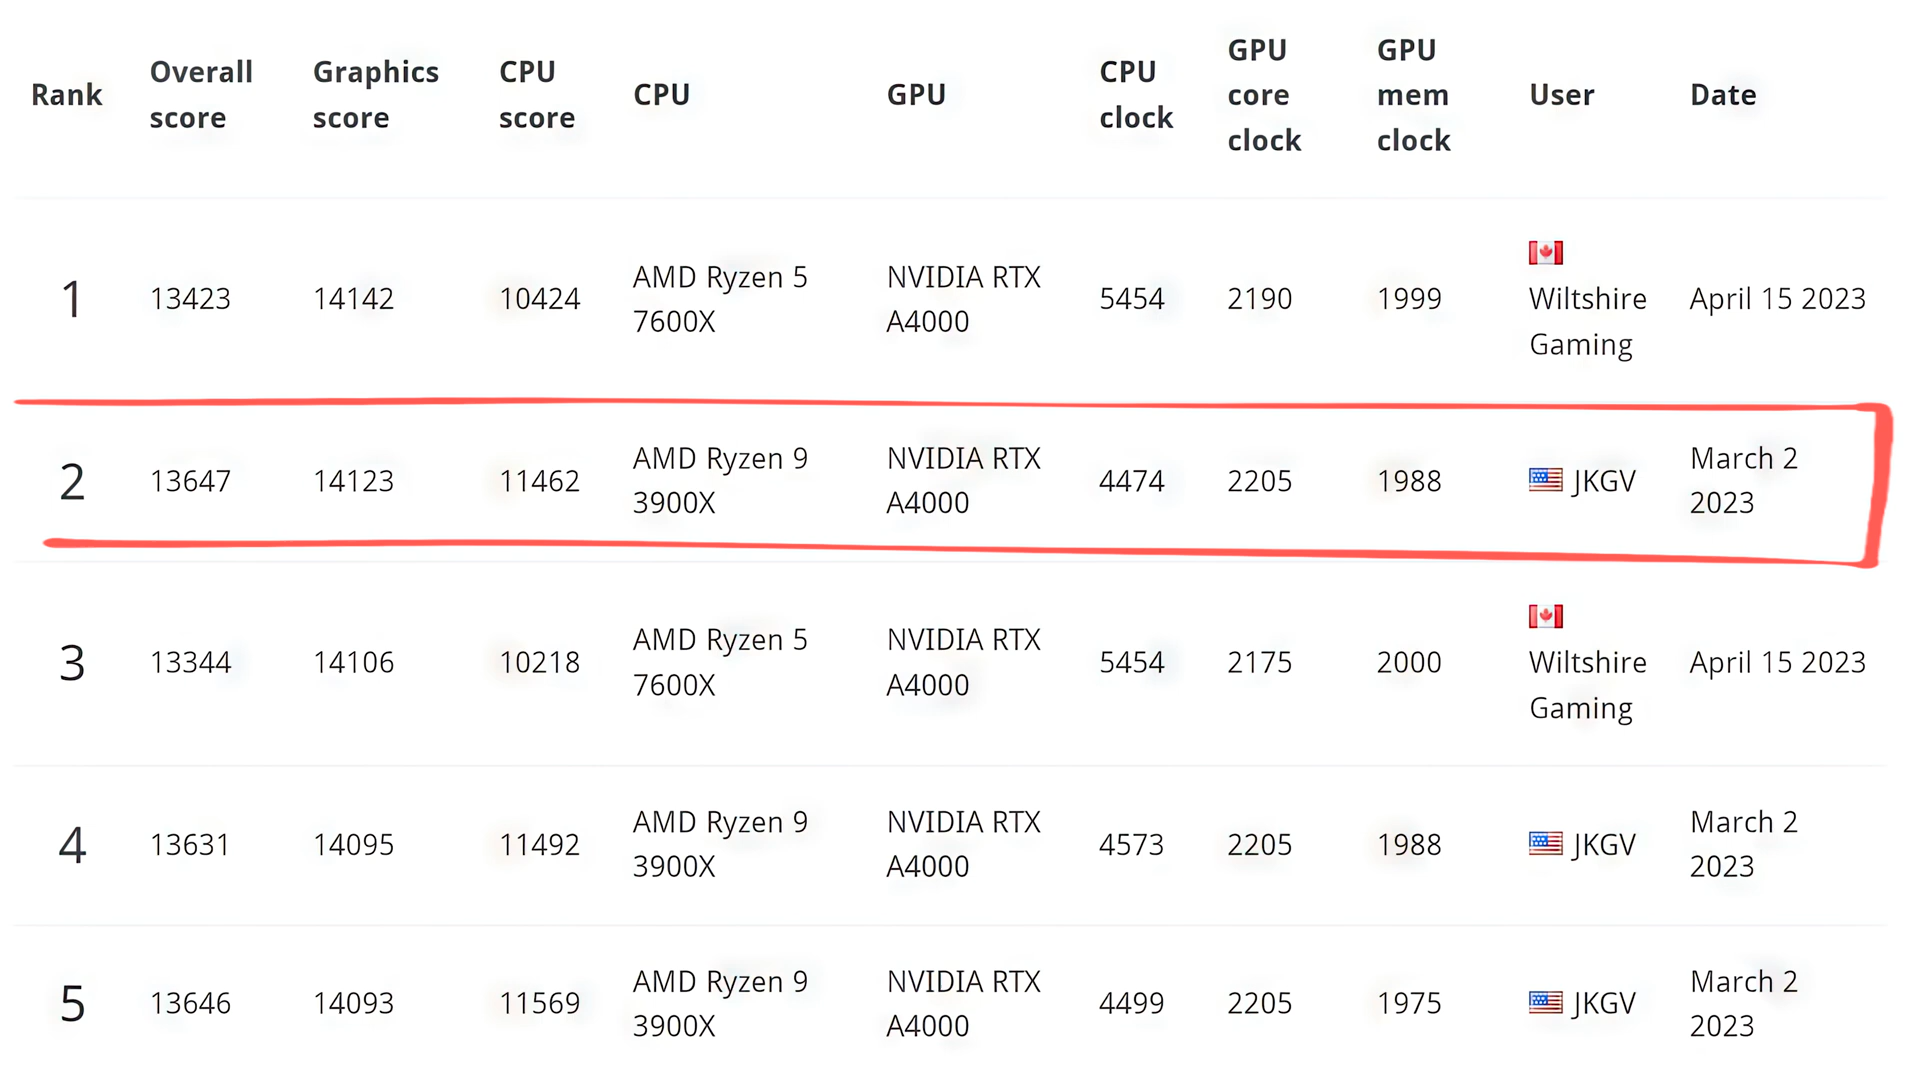 Rank Overall score Graphics score CPU score CPU GPU CPU clock GPU core clock GPU mem clock User Date
1 13423 14142 10424 AMD Ryzen 5 7600X NVIDIA RTX A4000 5454 2190 1999 Wiltshire Gaming April 15 2023
2 13647 14123 11462 AMD Ryzen 9 3900X NVIDIA RTX A4000 4474 2205 1988 JKGV March 2 2023
3 13344 14106 10218 AMD Ryzen 5 7600X NVIDIA RTX A4000 5454 2175 2000 Wiltshire Gaming April 15 2023
4 13631 14095 11492 AMD Ryzen 9 3900X NVIDIA RTX A4000 4573 2205 1988 JKGV March 2 2023
5 13646 14093 11569 AMD Ryzen 9 3900X NVIDIA RTX A4000 4499 2205 1975 JKGV March 2 2023